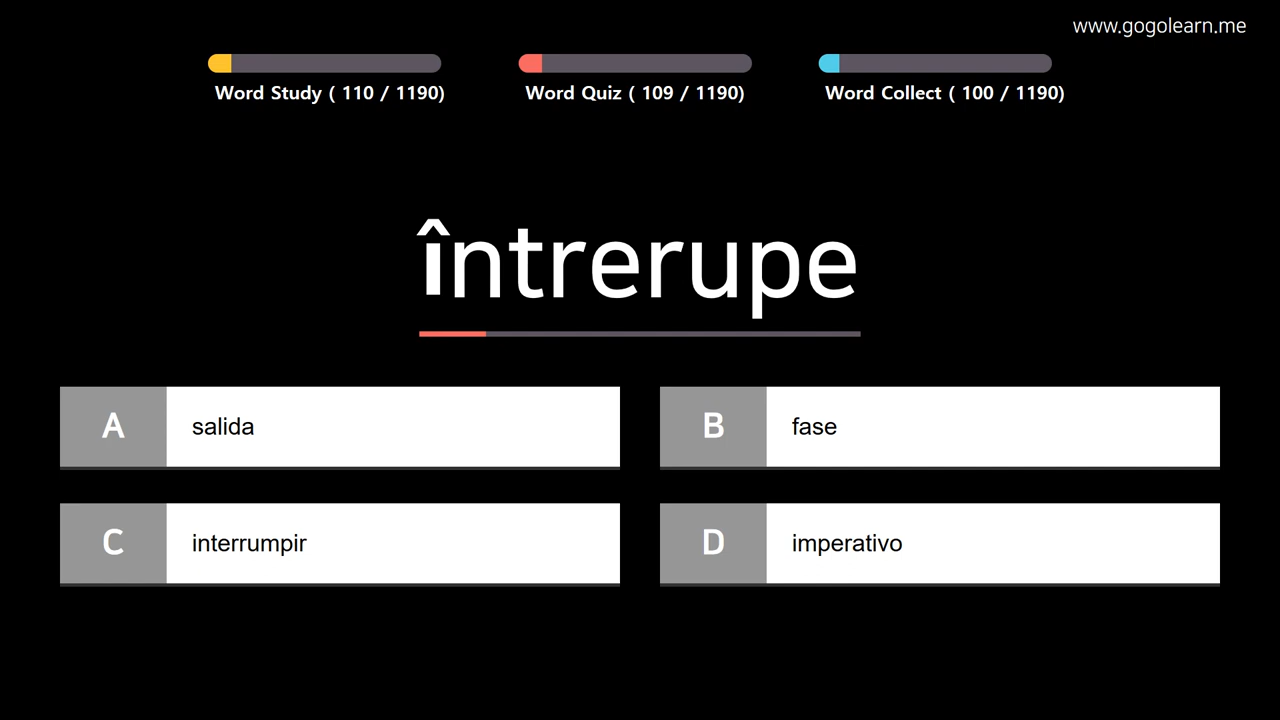 www.gogolearn.me
Word Study ( 110 / 1190)
Word Quiz ( 109 / 1190)
Word Collect ( 100 / 1190)
întrerupe
A salida
B fase
C interrumpir
D imperativo